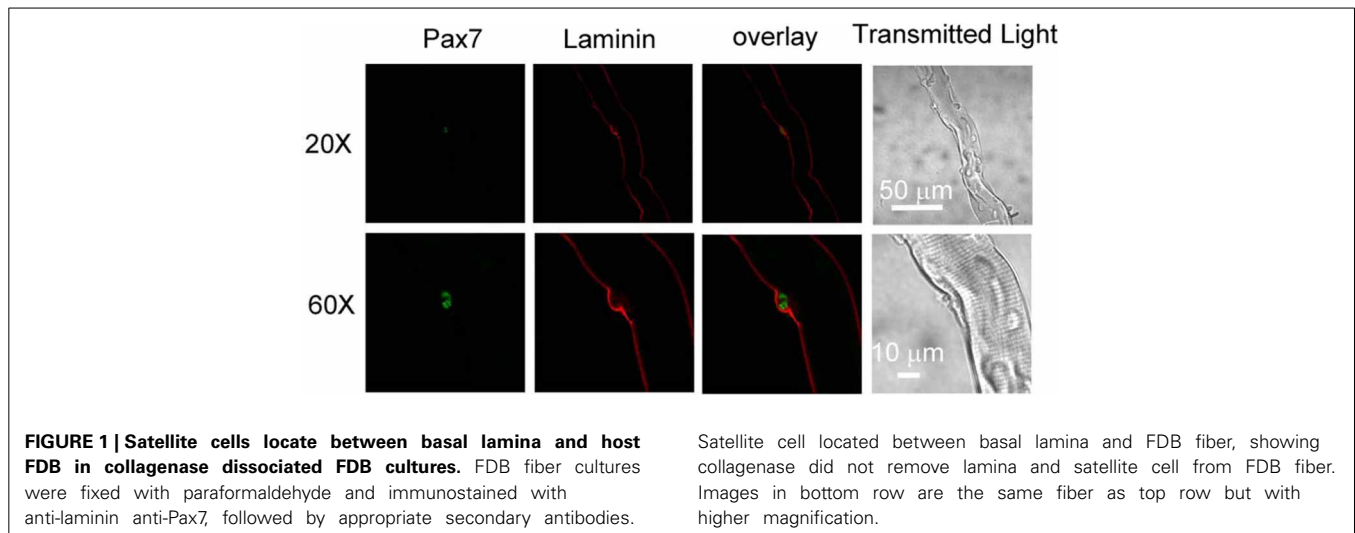 Pax7 Laminin overlay Transmitted Light
20X
50 μm
60X
10 μm
FIGURE 1 | Satellite cells locate between basal lamina and host
FDB in collagenase dissociated FDB cultures. FDB fiber cultures
were fixed with paraformaldehyde and immunostained with
anti-laminin anti-Pax7, followed by appropriate secondary antibodies.
Satellite cell located between basal lamina and FDB fiber, showing
collagenase did not remove lamina and satellite cell from FDB fiber.
Images in bottom row are the same fiber as top row but with
higher magnification.